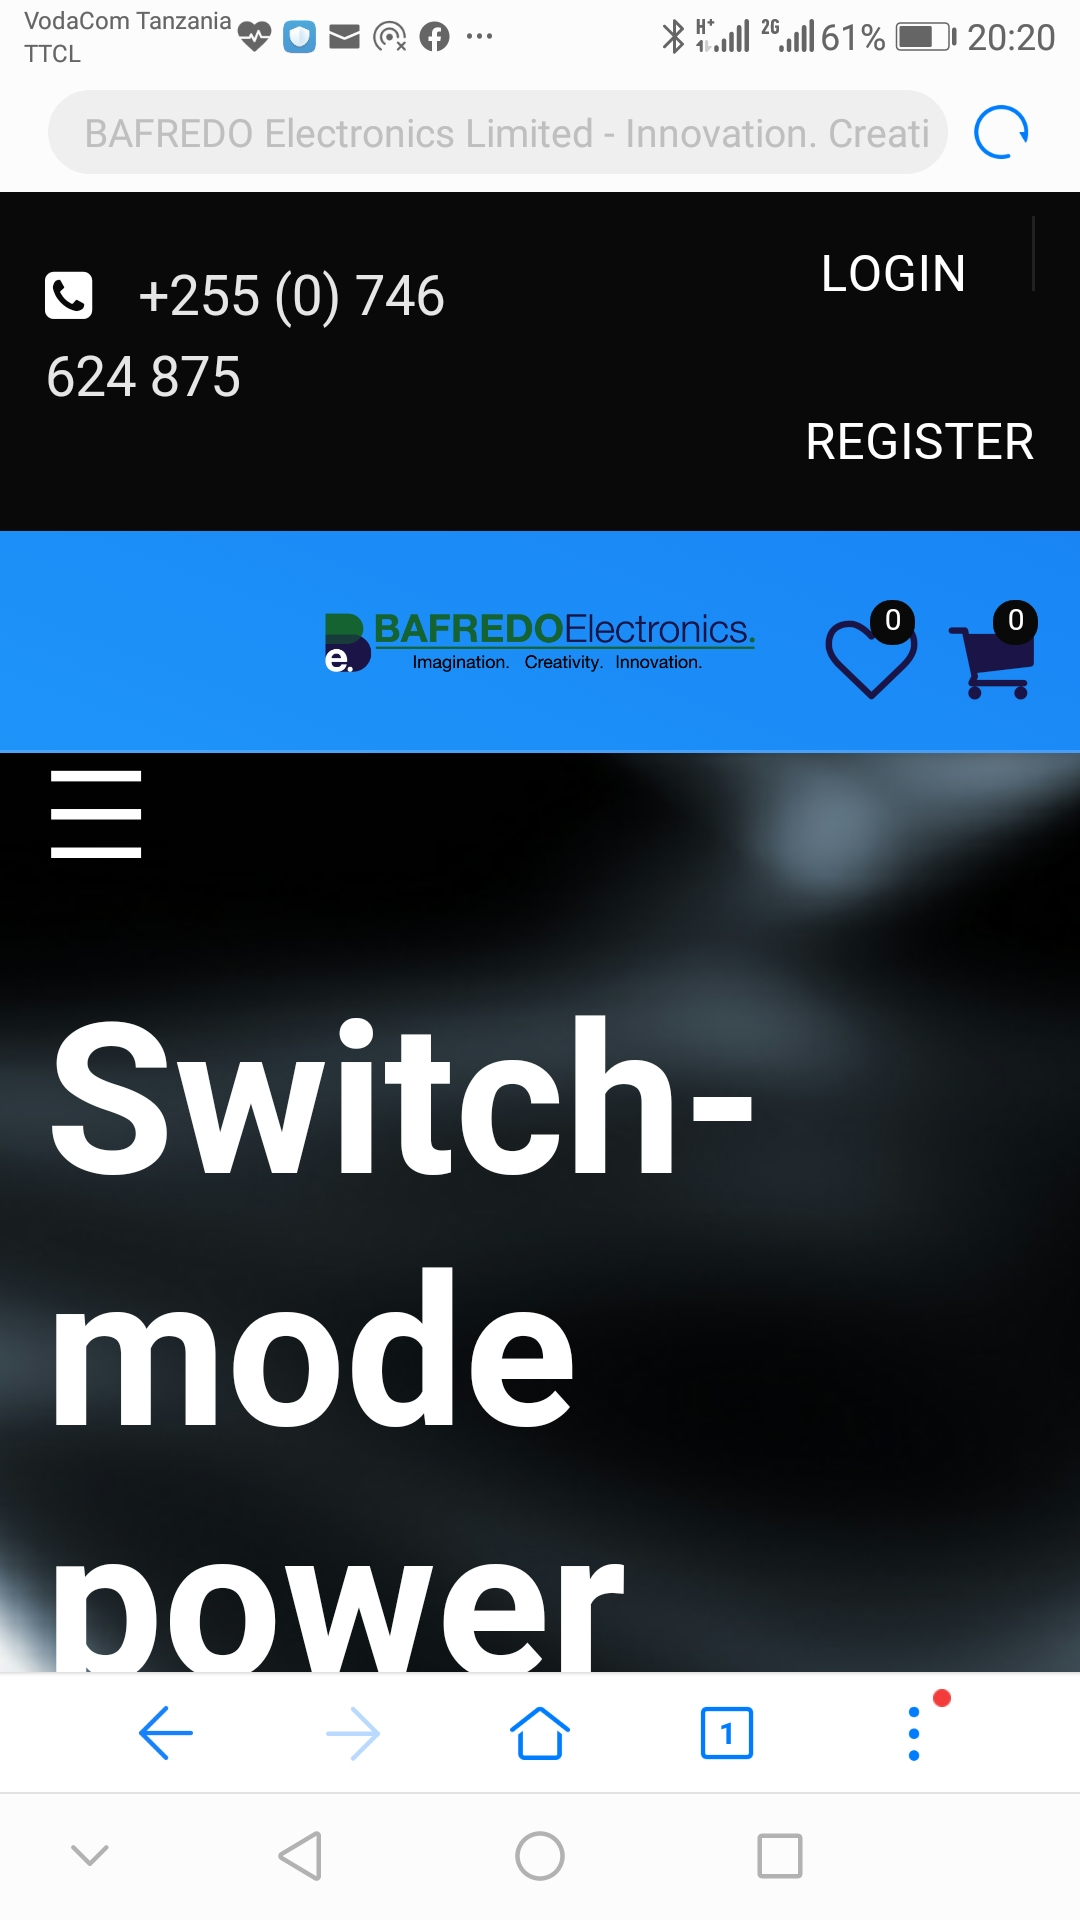 VodaCom Tanzania
TTCL
H+
2G
61%
20:20
BAFREDO Electronics Limited - Innovation. Creati
+255 (0) 746
624 875
LOGIN
REGISTER
BAFREDOElectronics.
e.
Imagination. Creativity. Innovation.
0
0
Switch-
mode
power
1